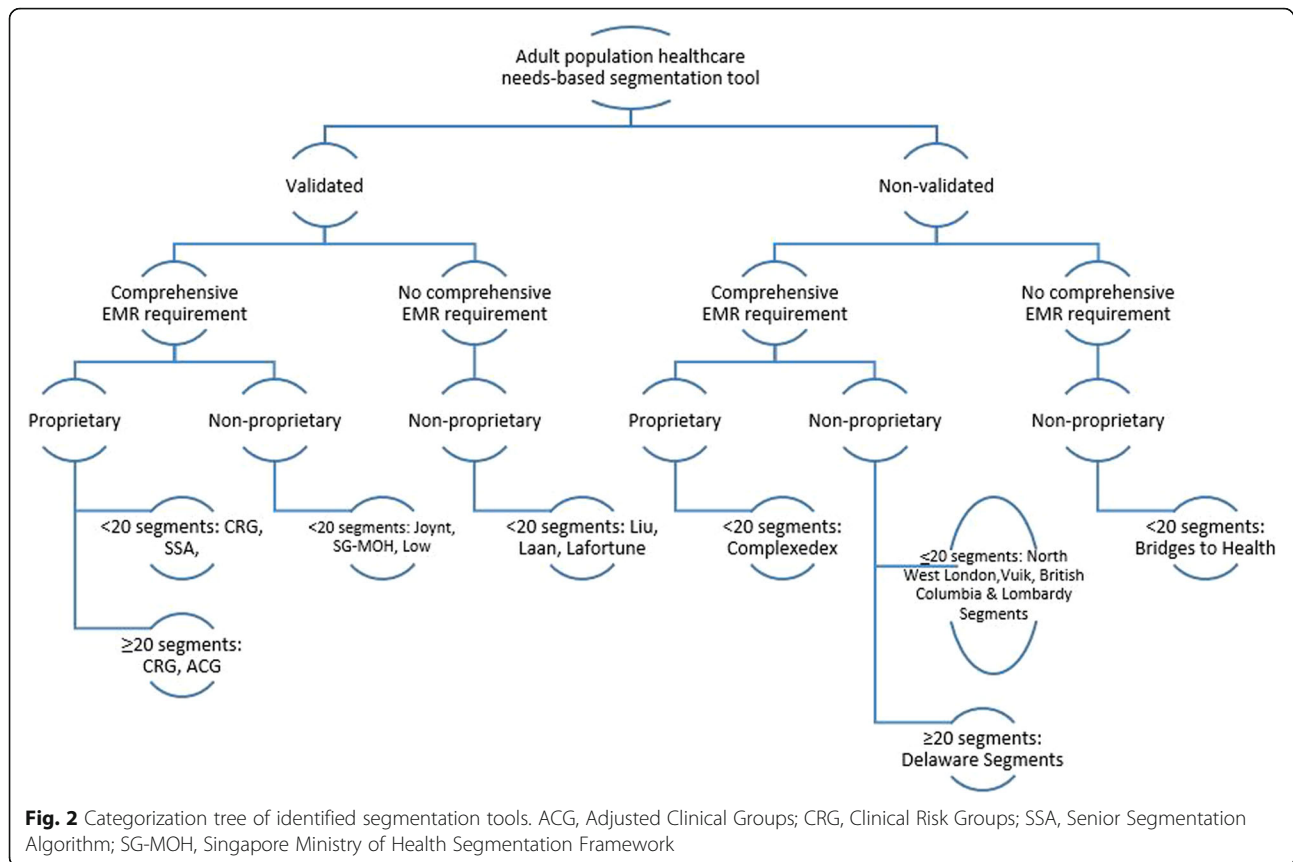 Adult population healthcare
needs-based segmentation tool
Validated
Non-validated
Comprehensive
EMR requirement
No comprehensive
EMR requirement
Comprehensive
EMR requirement
No comprehensive
EMR requirement
Proprietary
Non-proprietary
Non-proprietary
Proprietary
Non-proprietary
Non-proprietary
<20 segments: CRG,
SSA,
<20 segments: Joynt,
SG-MOH, Low
<20 segments: Liu,
Laan, Lafortune
<20 segments:
Complexedex
≤20 segments: North
West London,Vuik, British
Columbia & Lombardy
Segments
<20 segments:
Bridges to Health
≥20 segments:
CRG, ACG
≥20 segments:
Delaware Segments
Fig. 2 Categorization tree of identified segmentation tools. ACG, Adjusted Clinical Groups; CRG, Clinical Risk Groups; SSA, Senior Segmentation
Algorithm; SG-MOH, Singapore Ministry of Health Segmentation Framework